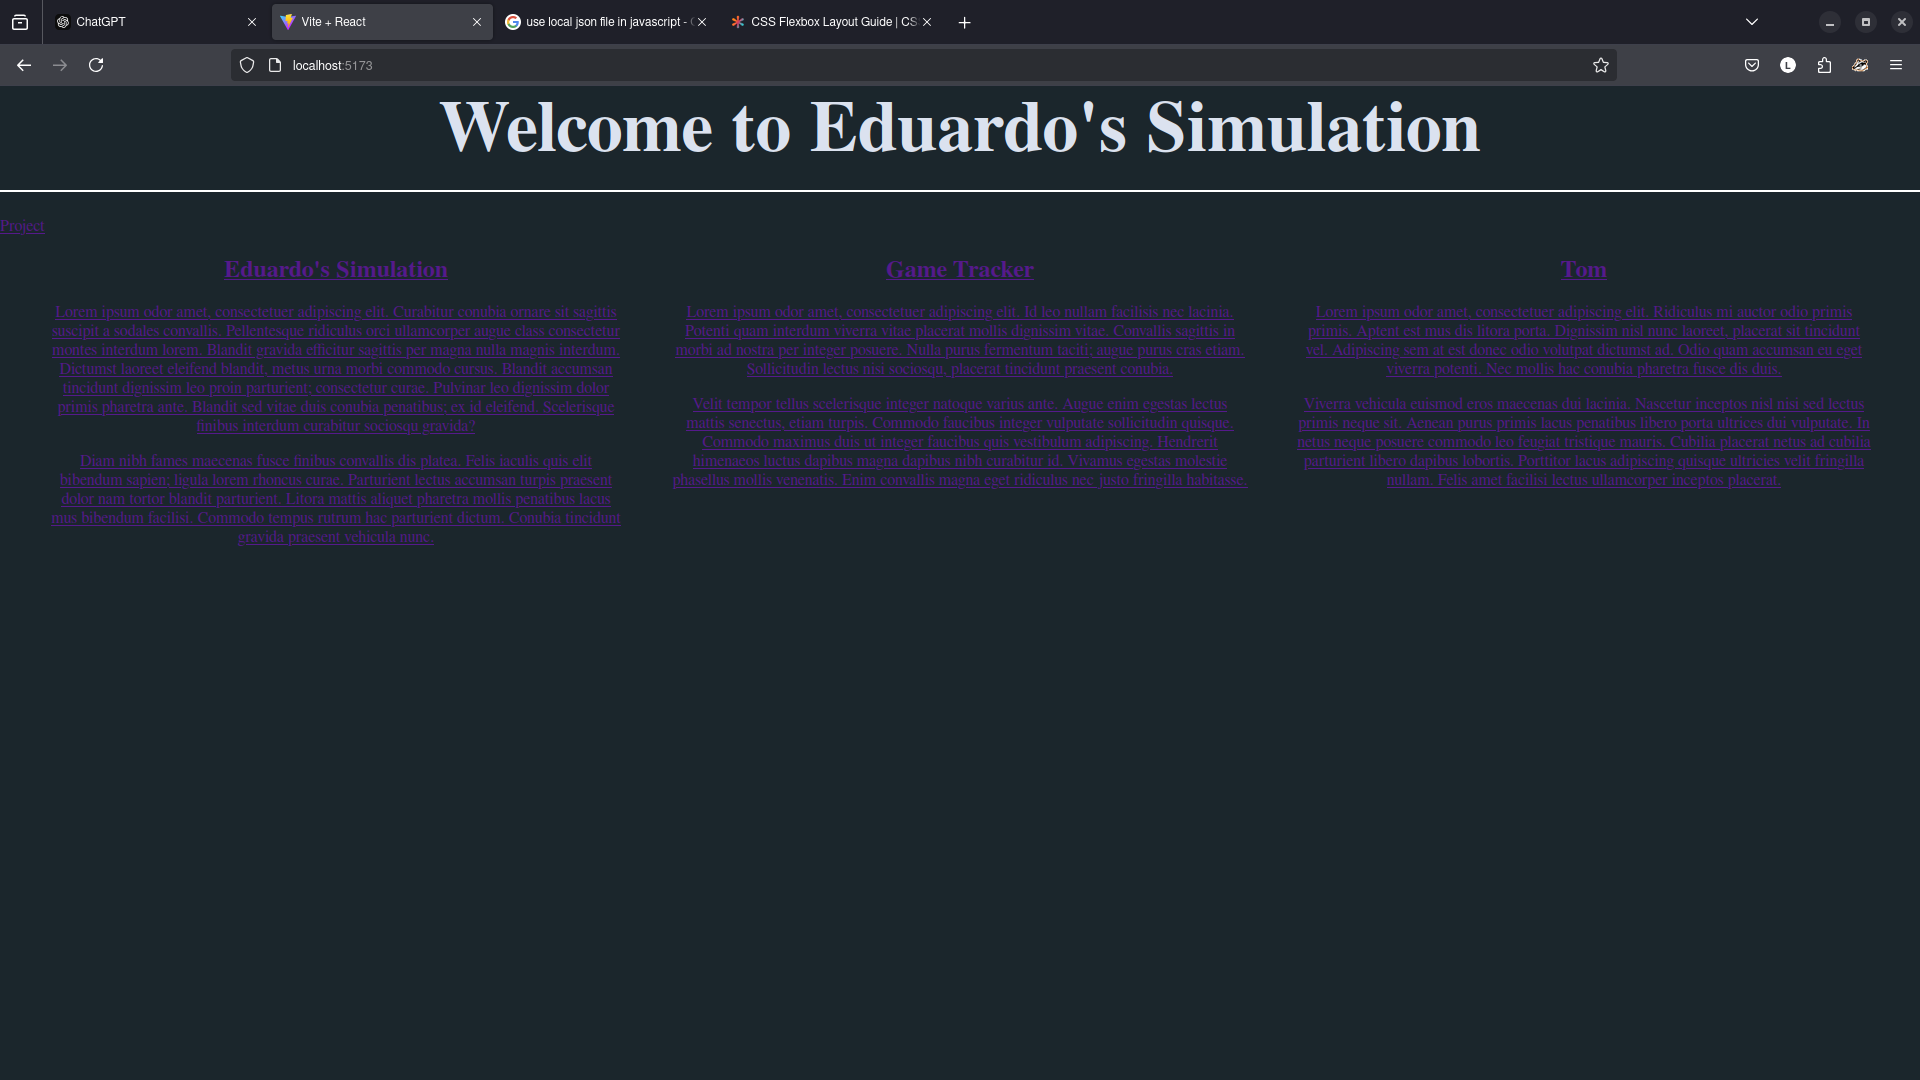 ChatGPT
Vite + React
use local json file in javascript -
CSS Flexbox Layout Guide | CS
localhost:5173
L
Welcome to Eduardo's Simulation
Project
Eduardo's Simulation
Lorem ipsum odor amet, consectetuer adipiscing elit. Curabitur conubia ornare sit sagittis
suscipit a sodales convallis. Pellentesque ridiculus orci ullamcorper augue class consectetur
montes interdum lorem. Blandit gravida efficitur sagittis per magna nulla magnis interdum.
Dictumst laoreet eleifend blandit, metus urna morbi commodo cursus. Blandit accumsan
tincidunt dignissim leo proin parturient; consectetur curae. Pulvinar leo dignissim dolor
primis pharetra ante. Blandit sed vitae duis conubia penatibus; ex id eleifend. Scelerisque
finibus interdum curabitur sociosqu gravida?
Diam nibh fames maecenas fusce finibus convallis dis platea. Felis iaculis quis elit
bibendum sapien; ligula lorem rhoncus curae. Parturient lectus accumsan turpis praesent
dolor nam tortor blandit parturient. Litora mattis aliquet pharetra mollis penatibus lacus
mus bibendum facilisi. Commodo tempus rutrum hac parturient dictum. Conubia tincidunt
gravida praesent vehicula nunc.
Game Tracker
Lorem ipsum odor amet, consectetuer adipiscing elit. Id leo nullam facilisis nec lacinia.
Potenti quam interdum viverra vitae placerat mollis dignissim vitae. Convallis sagittis in
morbi ad nostra per integer posuere. Nulla purus fermentum taciti; augue purus cras etiam.
Sollicitudin lectus nisi sociosqu, placerat tincidunt praesent conubia.
Velit tempor tellus scelerisque integer natoque varius ante. Augue enim egestas lectus
mattis senectus, etiam turpis. Commodo faucibus integer vulputate sollicitudin quisque.
Commodo maximus duis ut integer faucibus quis vestibulum adipiscing. Hendrerit
himenaeos luctus dapibus magna dapibus nibh curabitur id. Vivamus egestas molestie
phasellus mollis venenatis. Enim convallis magna eget ridiculus nec justo fringilla habitasse.
Tom
Lorem ipsum odor amet, consectetuer adipiscing elit. Ridiculus mi auctor odio primis
primis. Aptent est mus dis litora porta. Dignissim nisl nunc laoreet, placerat sit tincidunt
vel. Adipiscing sem at est donec odio volutpat dictumst ad. Odio quam accumsan eu eget
viverra potenti. Nec mollis hac conubia pharetra fusce dis duis.
Viverra vehicula euismod eros maecenas dui lacinia. Nascetur inceptos nisl nisi sed lectus
primis neque sit. Aenean purus primis lacus penatibus libero porta ultrices dui vulputate. In
netus neque posuere commodo leo feugiat tristique mauris. Cubilia placerat netus ad cubilia
parturient libero dapibus lobortis. Porttitor lacus adipiscing quisque ultricies velit fringilla
nullam. Felis amet facilisi lectus ullamcorper inceptos placerat.